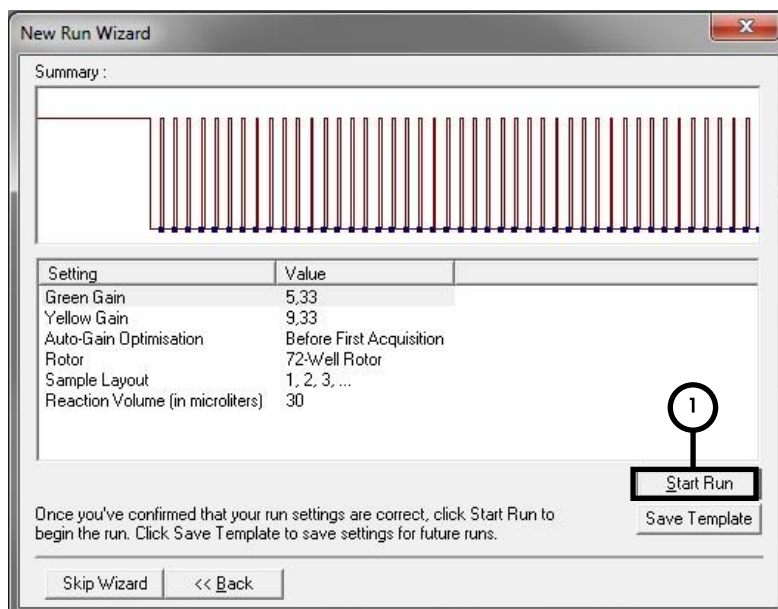 New Run Wizard
Summary :
Setting Value
Green Gain 5,33
Yellow Gain 9,33
Auto-Gain Optimisation Before First Acquisition
Rotor 72-Well Rotor
Sample Layout 1, 2, 3, ...
Reaction Volume (in microliters) 30
1
Start Run
Once you've confirmed that your run settings are correct, click Start Run to
begin the run. Click Save Template to save settings for future runs.
Save Template
Skip Wizard << Back